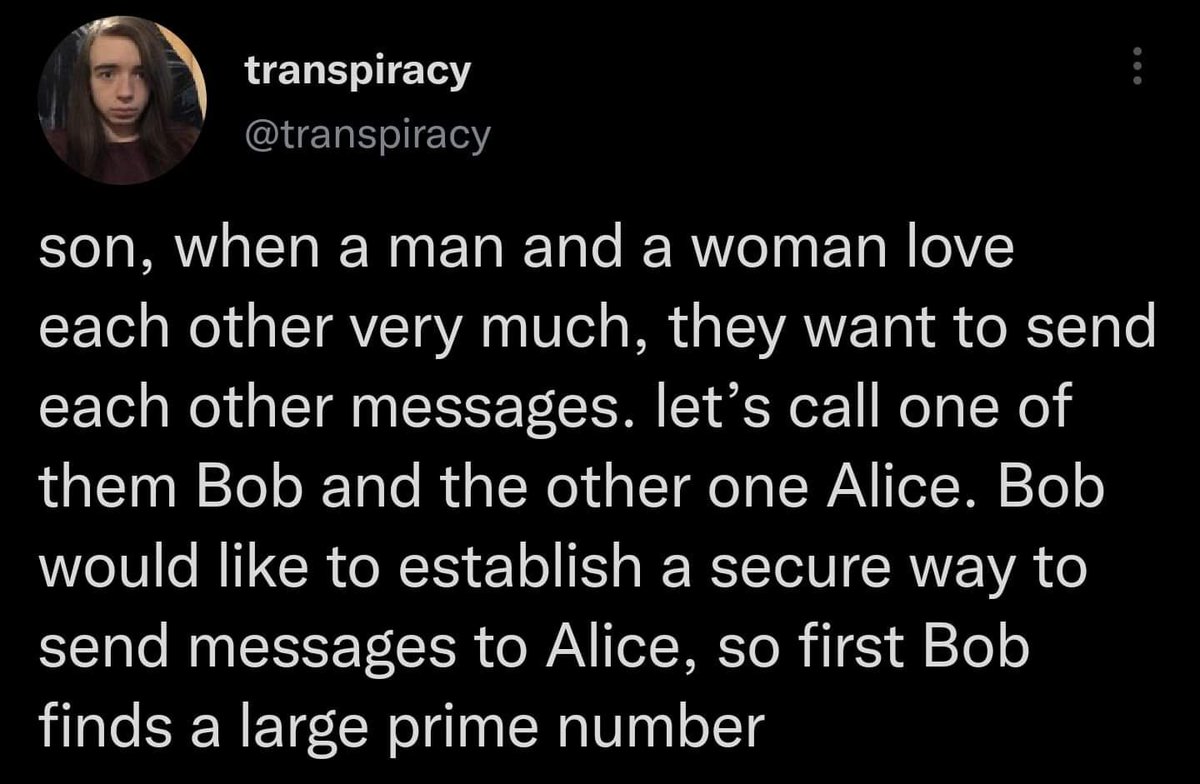 transpiracy
@transpiracy
son, when a man and a woman love
each other very much, they want to send
each other messages. let’s call one of
them Bob and the other one Alice. Bob
would like to establish a secure way to
send messages to Alice, so first Bob
finds a large prime number